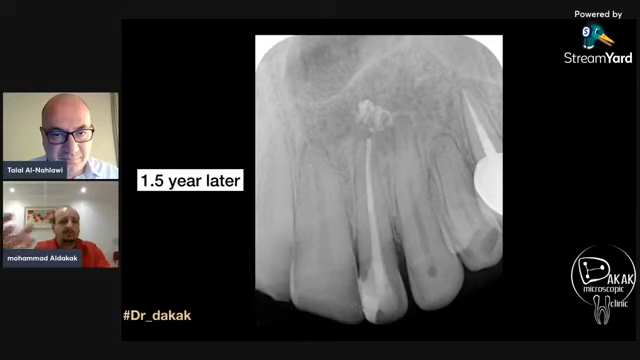 Powered by
StreamYard
Talal Al-Nahlawi
mohammad Aldakak
1.5 year later
#Dr_dakak
DAKAK
microscopic
clinic